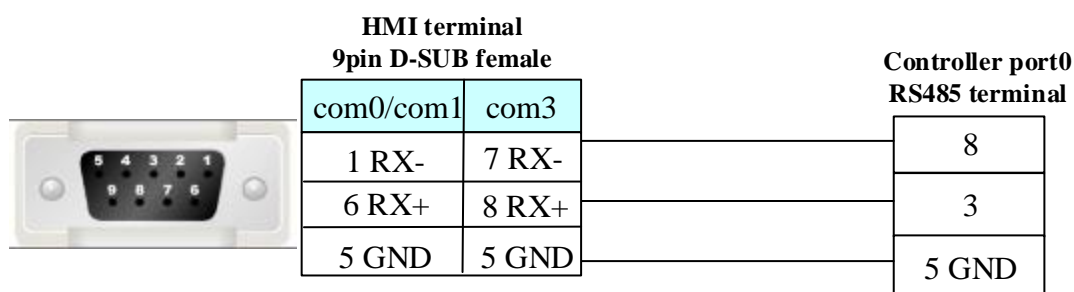 HMI terminal
9pin D-SUB female
Controller port0
RS485 terminal
com0/com1 com3
1 RX- 7 RX- 8
6 RX+ 8 RX+ 3
5 GND 5 GND 5 GND
5 4 3 2 1
9 8 7 6